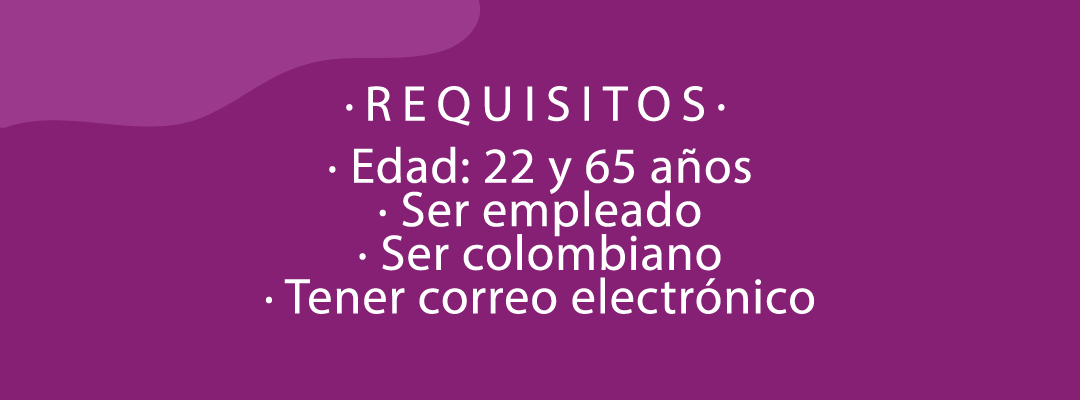 · REQUISITOS ·
· Edad: 22 y 65 años
· Ser empleado
· Ser colombiano
· Tener correo electrónico